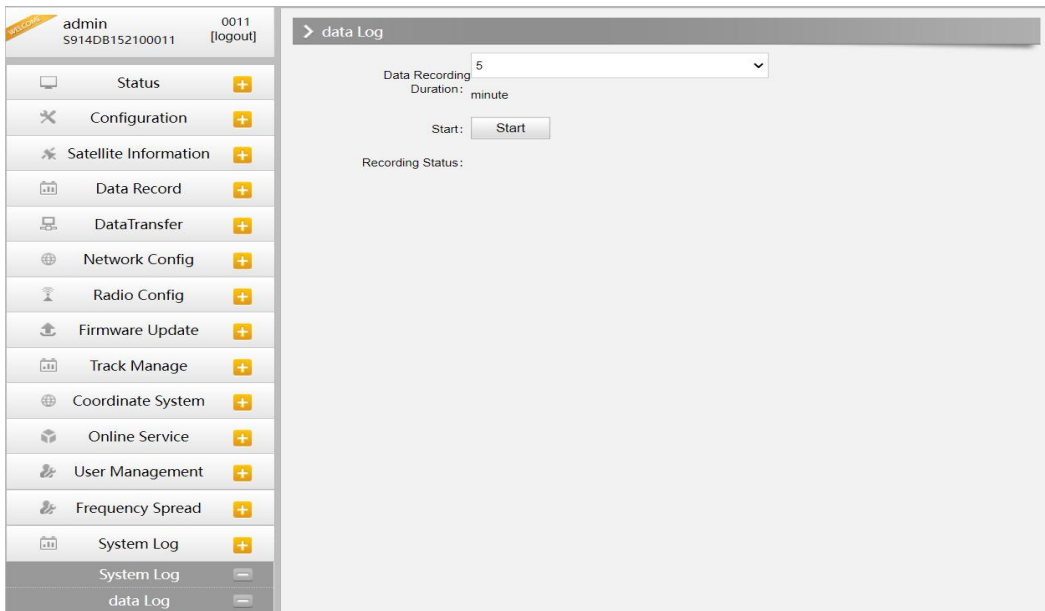 WELCOME
admin
0011
S914DB152100011
[logout]
Status
Configuration
Satellite Information
Data Record
DataTransfer
Network Config
Radio Config
Firmware Update
Track Manage
Coordinate System
Online Service
User Management
Frequency Spread
System Log
System Log
data Log
data Log
Data Recording
Duration:
5
minute
Start:
Start
Recording Status: